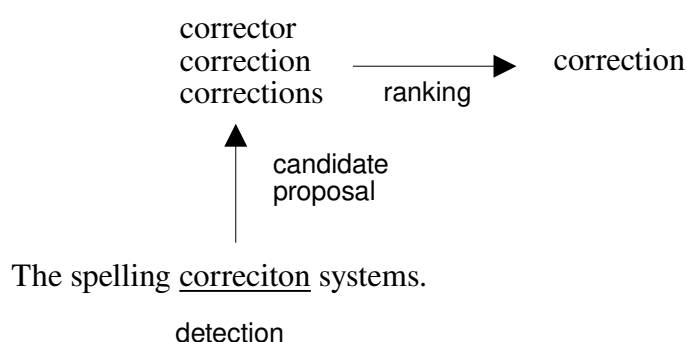 corrector
correction
corrections
ranking
correction
candidate
proposal
The spelling correciton systems.
detection